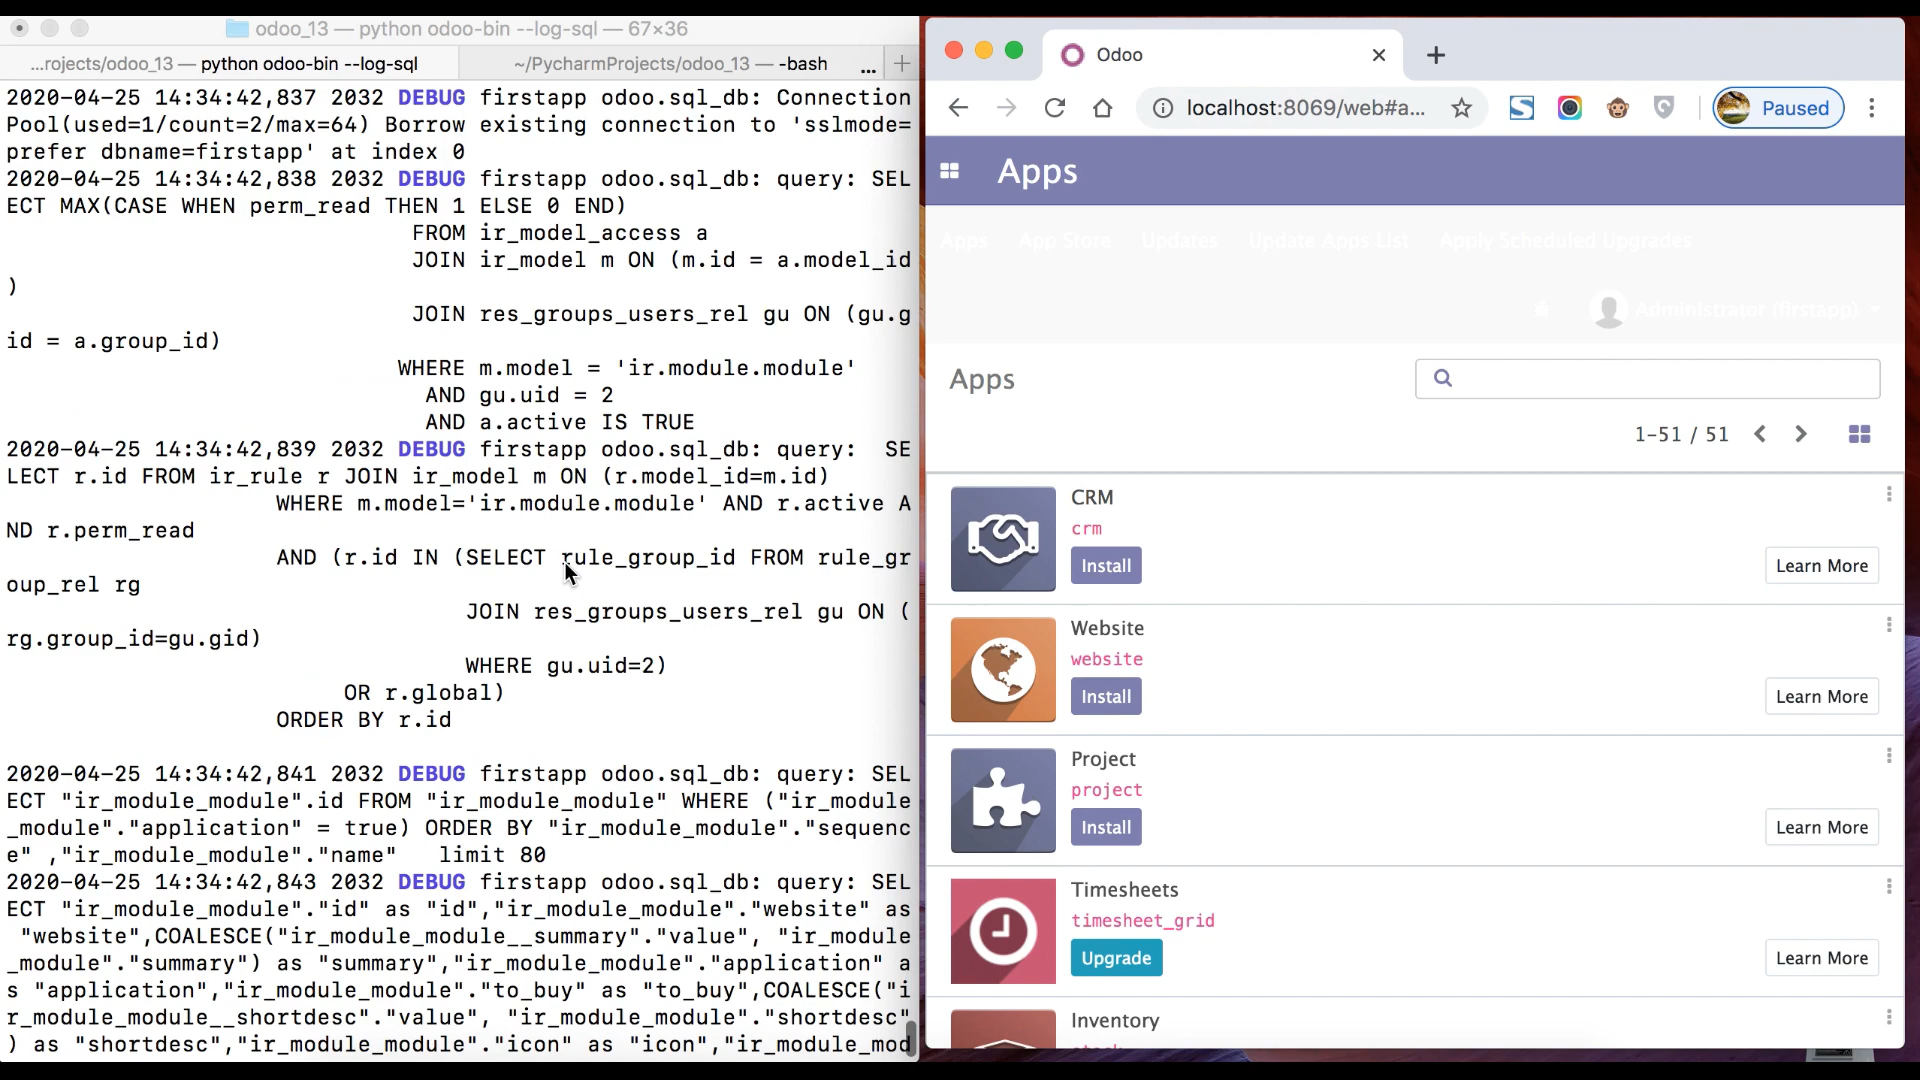 odoo_13 — python odoo-bin --log-sql — 67×36
...rojects/odoo_13 — python odoo-bin --log-sql
~/PycharmProjects/odoo_13 — -bash
...
+
2020-04-25 14:34:42,837 2032 DEBUG firstapp odoo.sql_db: Connection
Pool(used=1/count=2/max=64) Borrow existing connection to 'sslmode=
prefer dbname=firstapp' at index 0
2020-04-25 14:34:42,838 2032 DEBUG firstapp odoo.sql_db: query: SEL
ECT MAX(CASE WHEN perm_read THEN 1 ELSE 0 END)
FROM ir_model_access a
JOIN ir_model m ON (m.id = a.model_id
)
JOIN res_groups_users_rel gu ON (gu.g
id = a.group_id)
WHERE m.model = 'ir.module.module'
AND gu.uid = 2
AND a.active IS TRUE
2020-04-25 14:34:42,839 2032 DEBUG firstapp odoo.sql_db: query:  SE
LECT r.id FROM ir_rule r JOIN ir_model m ON (r.model_id=m.id)
WHERE m.model='ir.module.module' AND r.active A
ND r.perm_read
AND (r.id IN (SELECT rule_group_id FROM rule_gr
oup_rel rg
JOIN res_groups_users_rel gu ON (
rg.group_id=gu.gid)
WHERE gu.uid=2)
OR r.global)
ORDER BY r.id
2020-04-25 14:34:42,841 2032 DEBUG firstapp odoo.sql_db: query: SEL
ECT "ir_module_module".id FROM "ir_module_module" WHERE ("ir_module
_module"."application" = true) ORDER BY "ir_module_module"."sequenc
e" ,"ir_module_module"."name"   limit 80
2020-04-25 14:34:42,843 2032 DEBUG firstapp odoo.sql_db: query: SEL
ECT "ir_module_module"."id" as "id","ir_module_module"."website" as
"website",COALESCE("ir_module_module__summary"."value", "ir_module
_module"."summary") as "summary","ir_module_module"."application" a
s "application","ir_module_module"."to_buy" as "to_buy",COALESCE("i
r_module_module__shortdesc"."value", "ir_module_module"."shortdesc"
) as "shortdesc","ir_module_module"."icon" as "icon","ir_module_mod
Odoo
localhost:8069/web#a...
Paused
Apps
Apps App Store Updates Update Apps List Apply Scheduled Upgrades
Administrator (firstapp)
Apps
1-51 / 51
CRM
crm
Install
Learn More
Website
website
Install
Learn More
Project
project
Install
Learn More
Timesheets
timesheet_grid
Upgrade
Learn More
Inventory